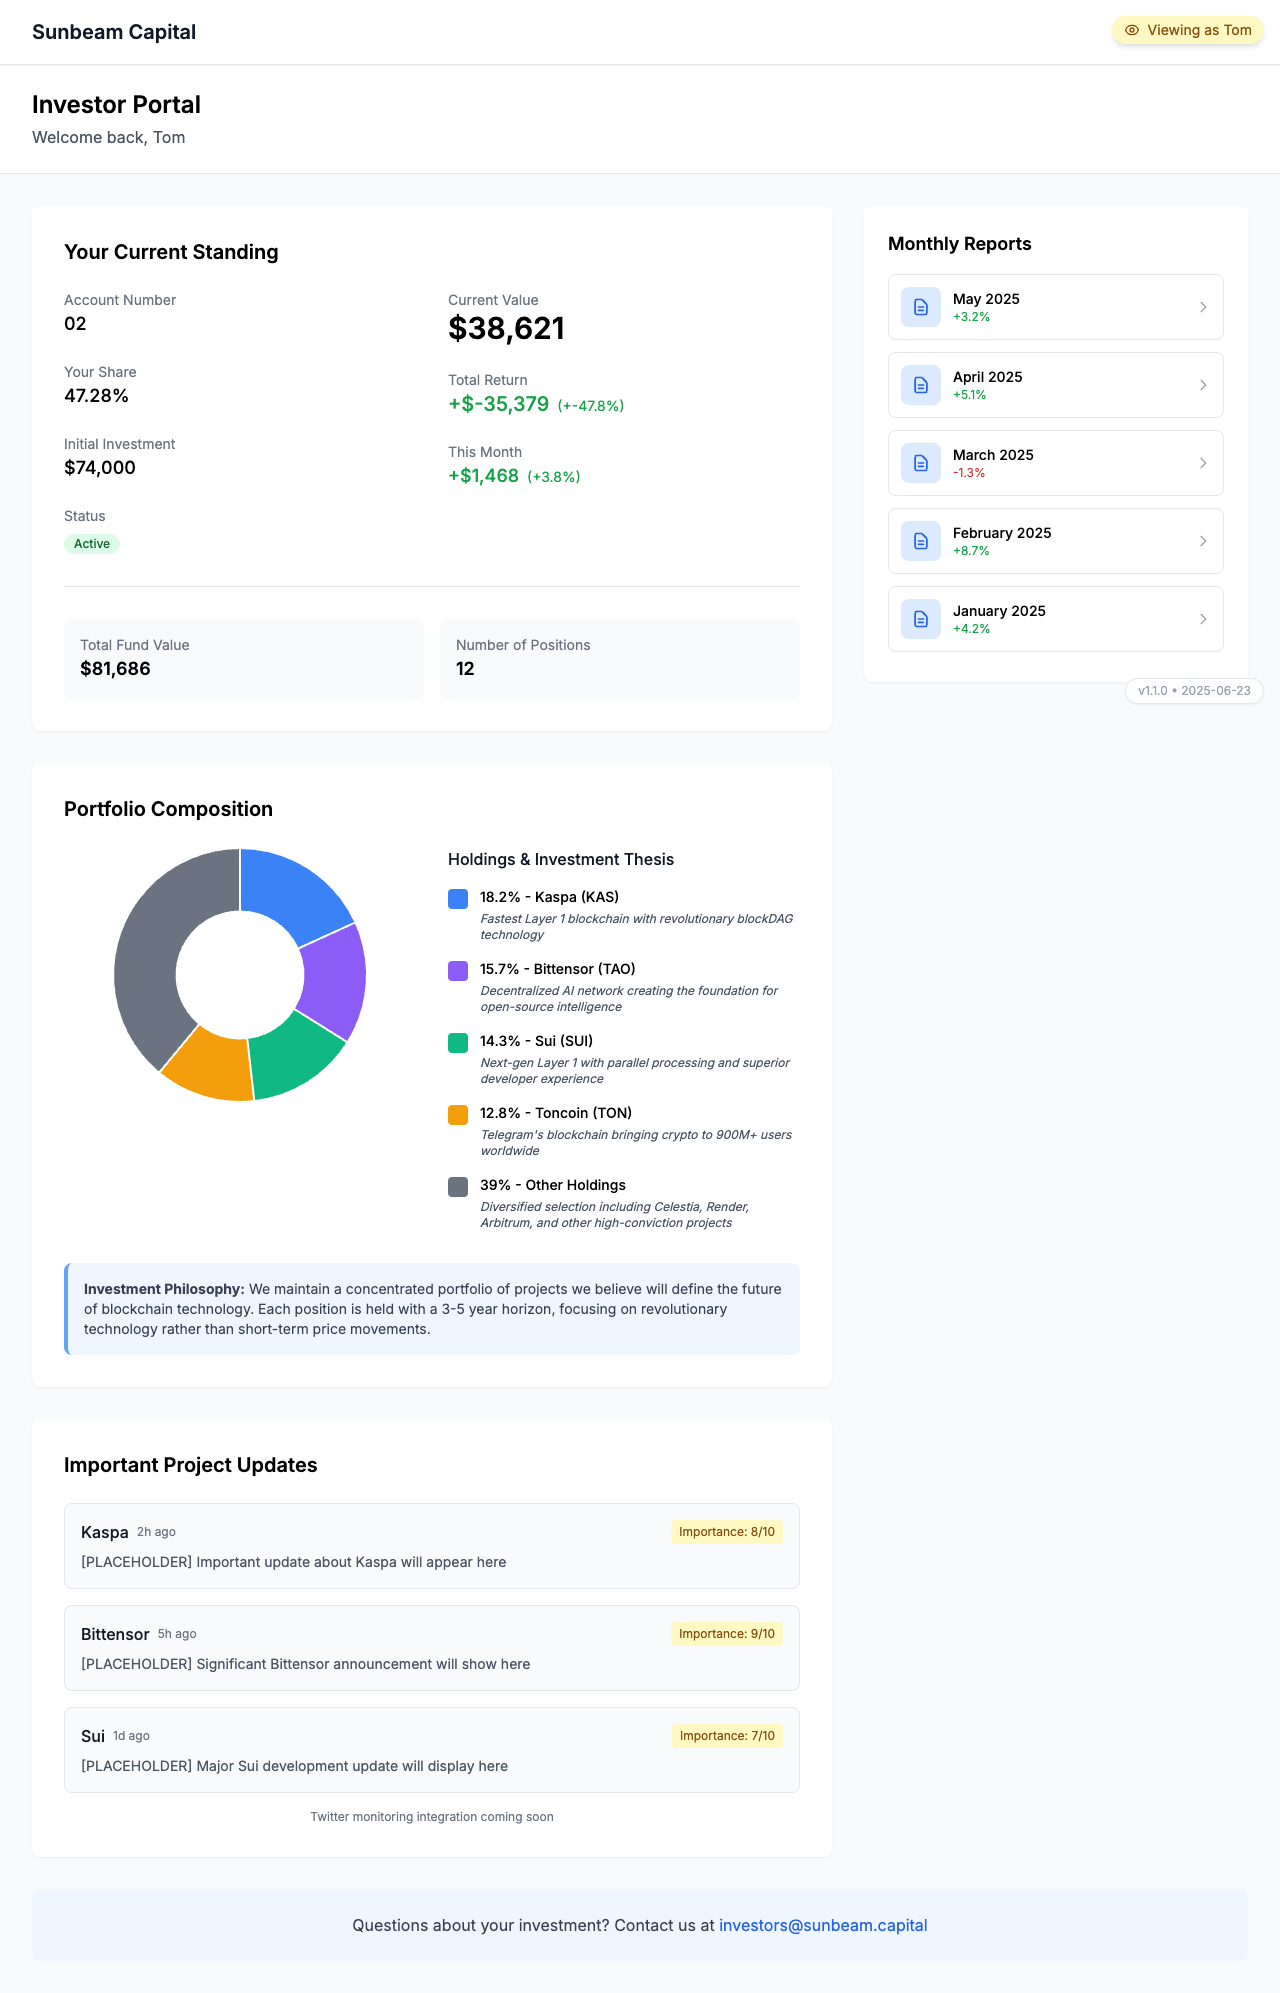 Sunbeam Capital
Viewing as Tom
Investor Portal
Welcome back, Tom
Your Current Standing
Account Number
02
Your Share
47.28%
Initial Investment
$74,000
Status
Active
Current Value
$38,621
Total Return
+$-35,379 (+-47.8%)
This Month
+$1,468 (+3.8%)
Total Fund Value
$81,686
Number of Positions
12
Monthly Reports
May 2025
+3.2%
April 2025
+5.1%
March 2025
-1.3%
February 2025
+8.7%
January 2025
+4.2%
v1.1.0 • 2025-06-23
Portfolio Composition
Holdings & Investment Thesis
18.2% - Kaspa (KAS)
Fastest Layer 1 blockchain with revolutionary blockDAG
technology
15.7% - Bittensor (TAO)
Decentralized AI network creating the foundation for
open-source intelligence
14.3% - Sui (SUI)
Next-gen Layer 1 with parallel processing and superior
developer experience
12.8% - Toncoin (TON)
Telegram's blockchain bringing crypto to 900M+ users
worldwide
39% - Other Holdings
Diversified selection including Celestia, Render,
Arbitrum, and other high-conviction projects
Investment Philosophy: We maintain a concentrated portfolio of projects we believe will define the future
of blockchain technology. Each position is held with a 3-5 year horizon, focusing on revolutionary
technology rather than short-term price movements.
Important Project Updates
Kaspa 2h ago
Importance: 8/10
[PLACEHOLDER] Important update about Kaspa will appear here
Bittensor 5h ago
Importance: 9/10
[PLACEHOLDER] Significant Bittensor announcement will show here
Sui 1d ago
Importance: 7/10
[PLACEHOLDER] Major Sui development update will display here
Twitter monitoring integration coming soon
Questions about your investment? Contact us at investors@sunbeam.capital